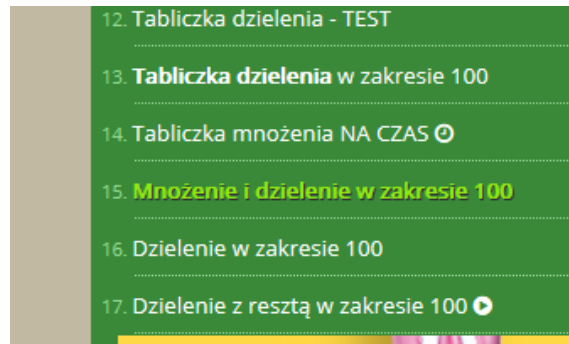 12. Tabliczka dzielenia - TEST
13. Tabliczka dzielenia w zakresie 100
14. Tabliczka mnożenia NA CZAS
15. Mnożenie i dzielenie w zakresie 100
16. Dzielenie w zakresie 100
17. Dzielenie z resztą w zakresie 100